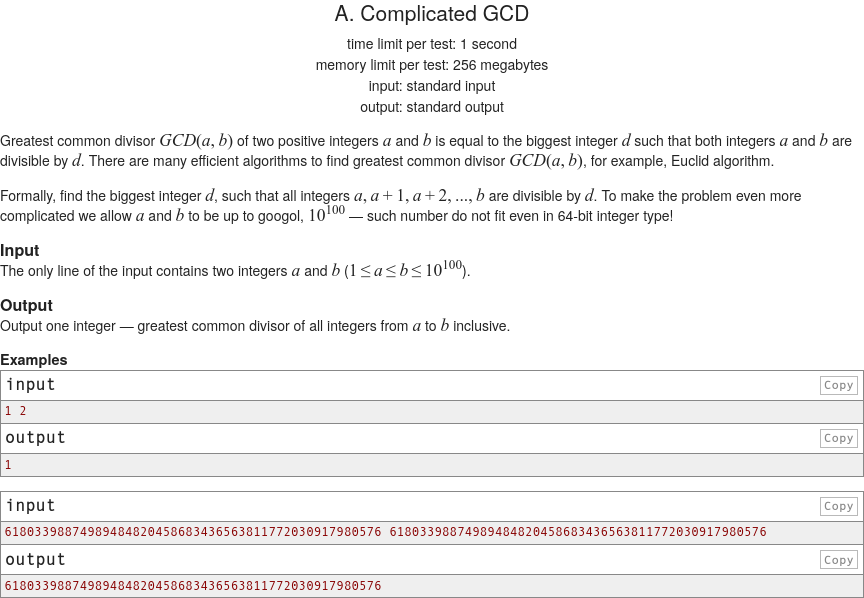 A. Complicated GCD
time limit per test: 1 second
memory limit per test: 256 megabytes
input: standard input
output: standard output
Greatest common divisor GCD(a, b) of two positive integers a and b is equal to the biggest integer d such that both integers a and b are
divisible by d. There are many efficient algorithms to find greatest common divisor GCD(a, b), for example, Euclid algorithm.
Formally, find the biggest integer d, such that all integers a, a + 1, a + 2, ..., b are divisible by d. To make the problem even more
complicated we allow a and b to be up to googol, 10^100 — such number do not fit even in 64-bit integer type!
Input
The only line of the input contains two integers a and b (1 ≤ a ≤ b ≤ 10^100).
Output
Output one integer — greatest common divisor of all integers from a to b inclusive.
Examples
input Copy
1 2
output Copy
1
input Copy
61803398874989484820458683436563811772030917980576 61803398874989484820458683436563811772030917980576
output Copy
61803398874989484820458683436563811772030917980576